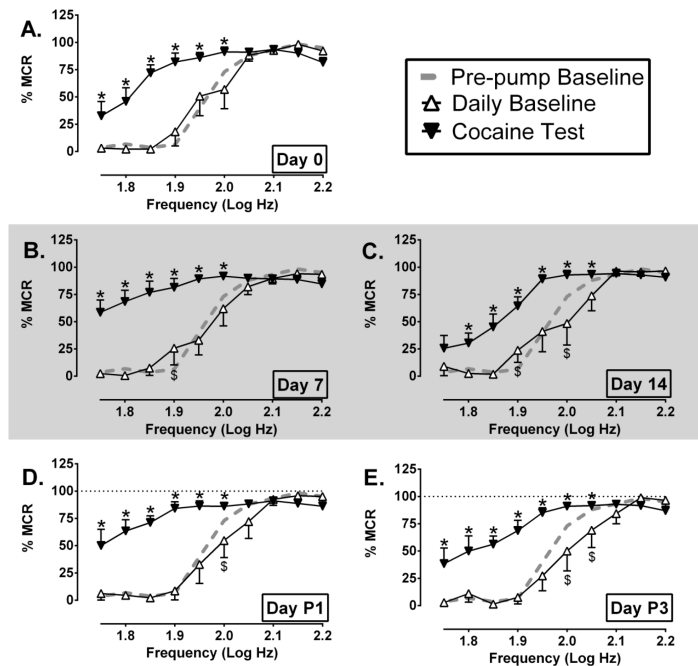 A.
% MCR
125
100
75
50
25
0
* * * * * *
Day 0
1.8 1.9 2.0 2.1 2.2
Frequency (Log Hz)
Pre-pump Baseline
Daily Baseline
Cocaine Test
B.
% MCR
125
100
75
50
25
0
* * * * * *
$
Day 7
1.8 1.9 2.0 2.1 2.2
Frequency (Log Hz)
C.
% MCR
125
100
75
50
25
0
* * * * * *
$ $
Day 14
1.8 1.9 2.0 2.1 2.2
Frequency (Log Hz)
D.
% MCR
125
100
75
50
25
0
* * * * * *
$
Day P1
1.8 1.9 2.0 2.1 2.2
Frequency (Log Hz)
E.
% MCR
125
100
75
50
25
0
* * * * * * *
$ $
Day P3
1.8 1.9 2.0 2.1 2.2
Frequency (Log Hz)